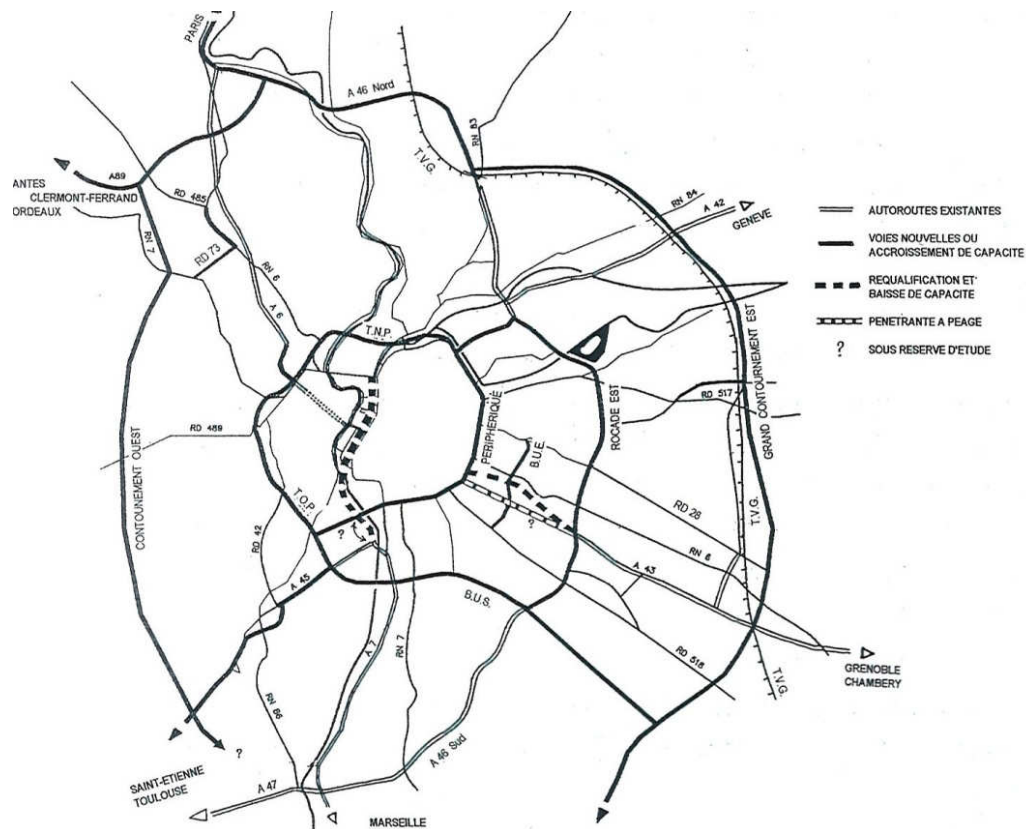 PARIS
A 46 Nord
RN 83
T.V.G.
A89
ANTES
CLERMONT-FERRAND
ORDEAUX
RD 485
RN 7
RD 73
RN 6
A 6
RN 84
A 42
GENEVE
AUTOROUTES EXISTANTES
VOIES NOUVELLES OU
ACCROISSEMENT DE CAPACITE
REQUALIFICATION ET
BAISSE DE CAPACITE
PENETRANTE A PEAGE
? SOUS RESERVE D'ETUDE
T.N.P.
PERIPHERIQUE
B.U.E.
ROCADE EST
RD 517
GRAND CONTOURNEMENT EST
CONTOUNEMENT OUEST
RD 489
T.O.P.
RD 42
?
?
RD 28
RN 6
T.V.G.
A 43
A 45
B.U.S.
A 7
RN 7
RD 518
T.V.G.
GRENOBLE
CHAMBERY
RN 86
A 46 Sud
?
SAINT-ETIENNE
TOULOUSE
A 47
MARSEILLE